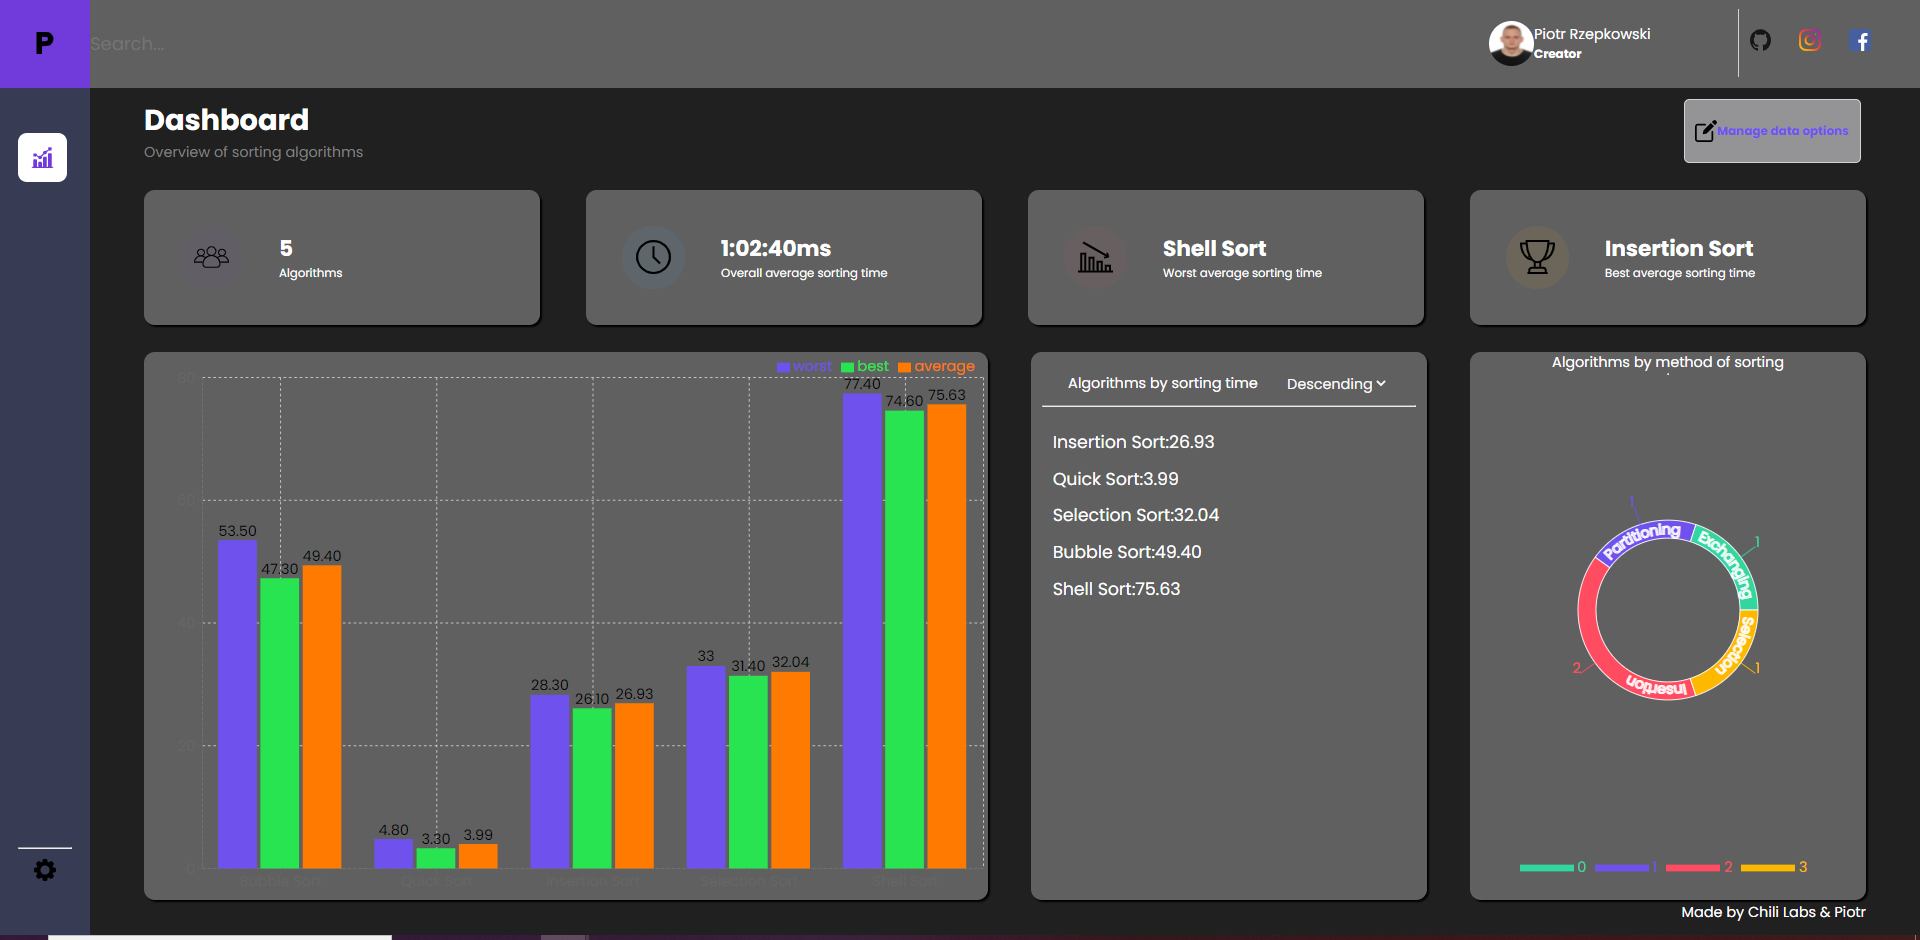 P
Search...
Piotr Rzepkowski
Creator
Dashboard
Overview of sorting algorithms
Manage data options
5
Algorithms
1:02:40ms
Overall average sorting time
Shell Sort
Worst average sorting time
Insertion Sort
Best average sorting time
worst best average
80
60
40
20
0
53.50
47.30
49.40
4.80
3.30
3.99
28.30
26.10
26.93
33
31.40
32.04
77.40
74.60
75.63
Bubble Sort Quick Sort Insertion Sort Selection Sort Shell Sort
Algorithms by sorting time Descending
Insertion Sort:26.93
Quick Sort:3.99
Selection Sort:32.04
Bubble Sort:49.40
Shell Sort:75.63
Algorithms by method of sorting
1
Partitioning
Exchanging
1
Selection
1
Insertion
2
0 1 2 3
Made by Chili Labs & Piotr